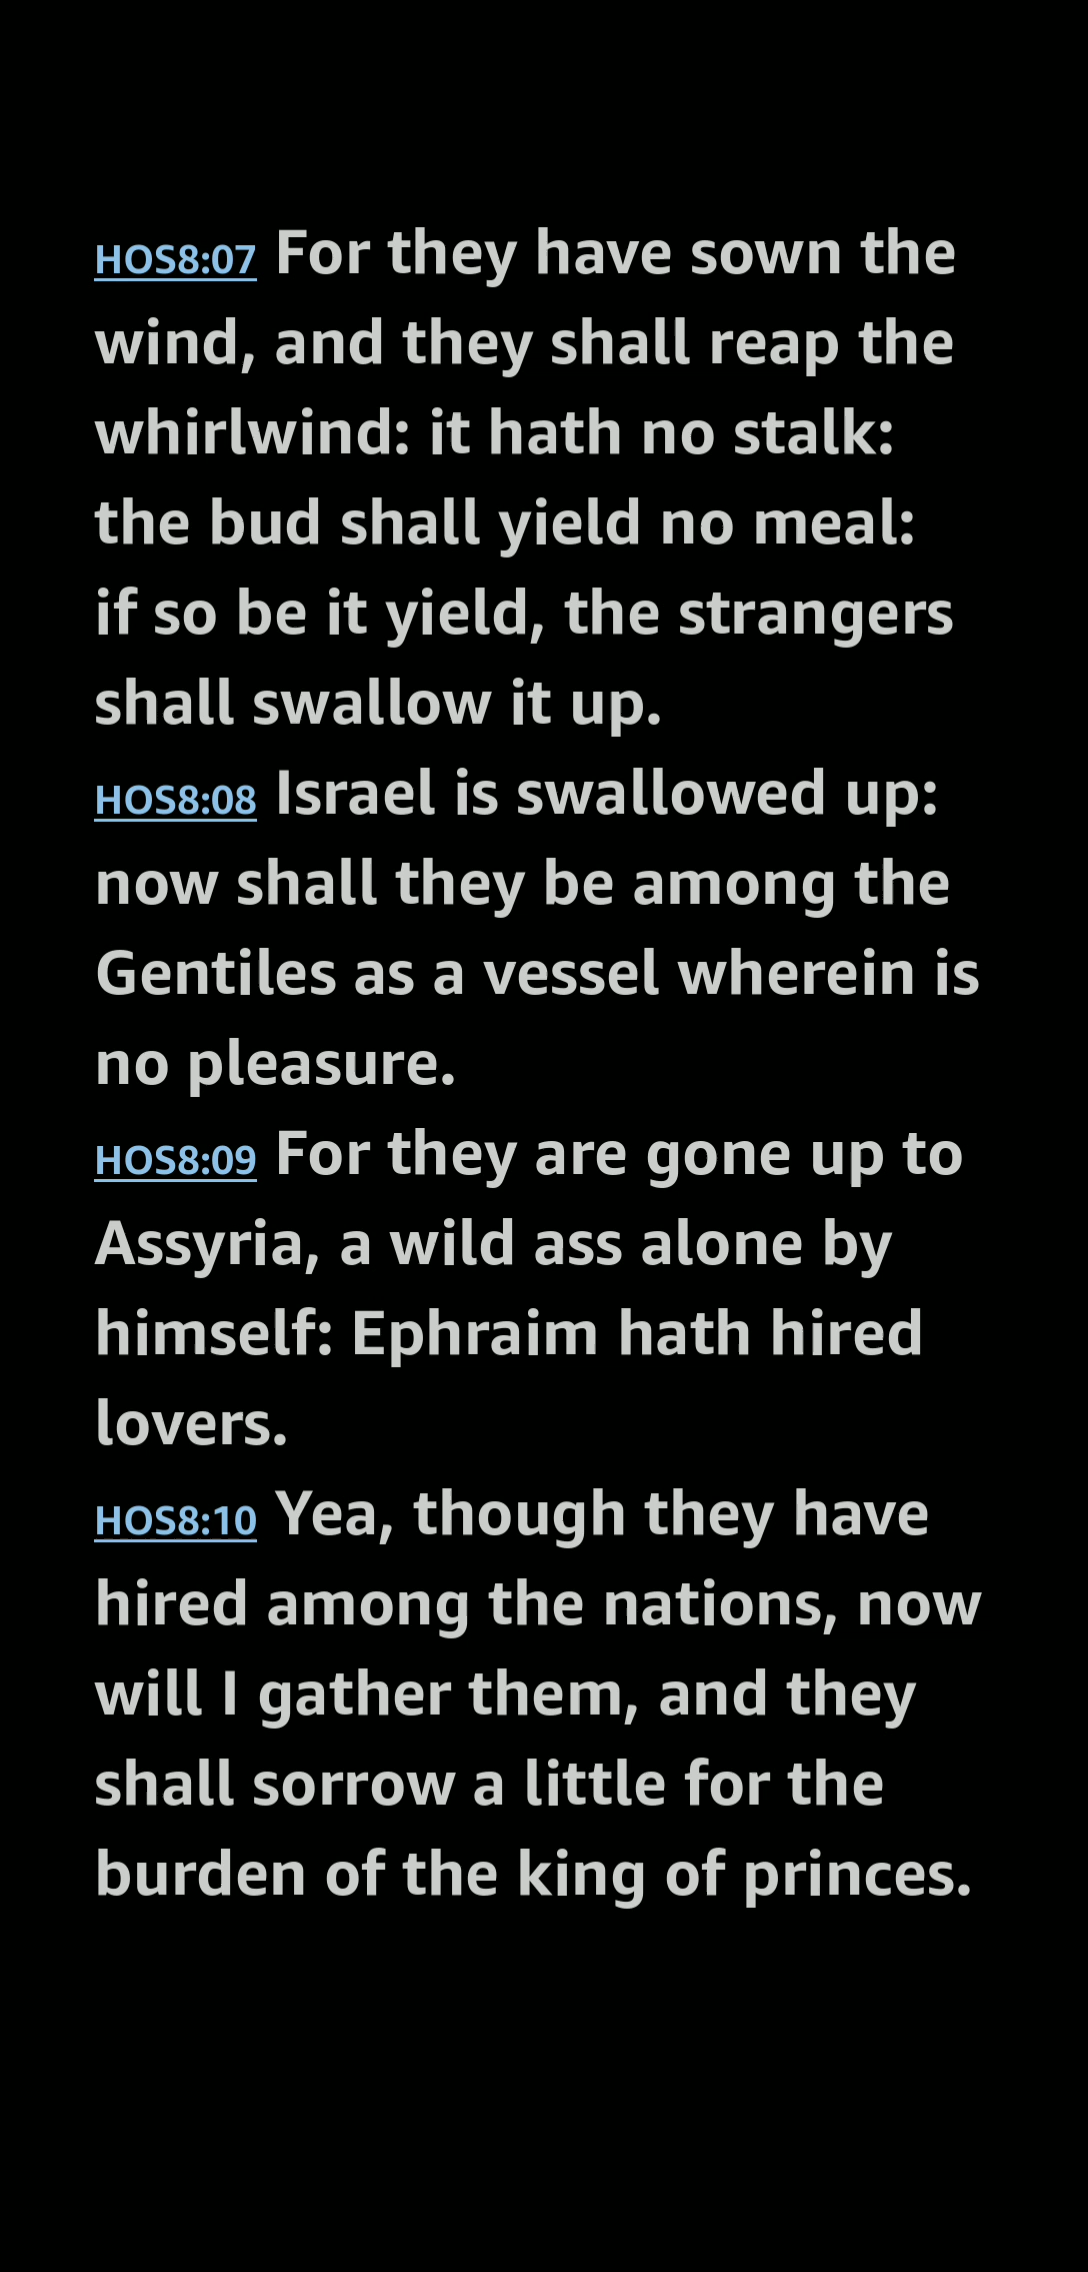 HOS8:07 For they have sown the
wind, and they shall reap the
whirlwind: it hath no stalk:
the bud shall yield no meal:
if so be it yield, the strangers
shall swallow it up.
HOS8:08 Israel is swallowed up:
now shall they be among the
Gentiles as a vessel wherein is
no pleasure.
HOS8:09 For they are gone up to
Assyria, a wild ass alone by
himself: Ephraim hath hired
lovers.
HOS8:10 Yea, though they have
hired among the nations, now
will I gather them, and they
shall sorrow a little for the
burden of the king of princes.